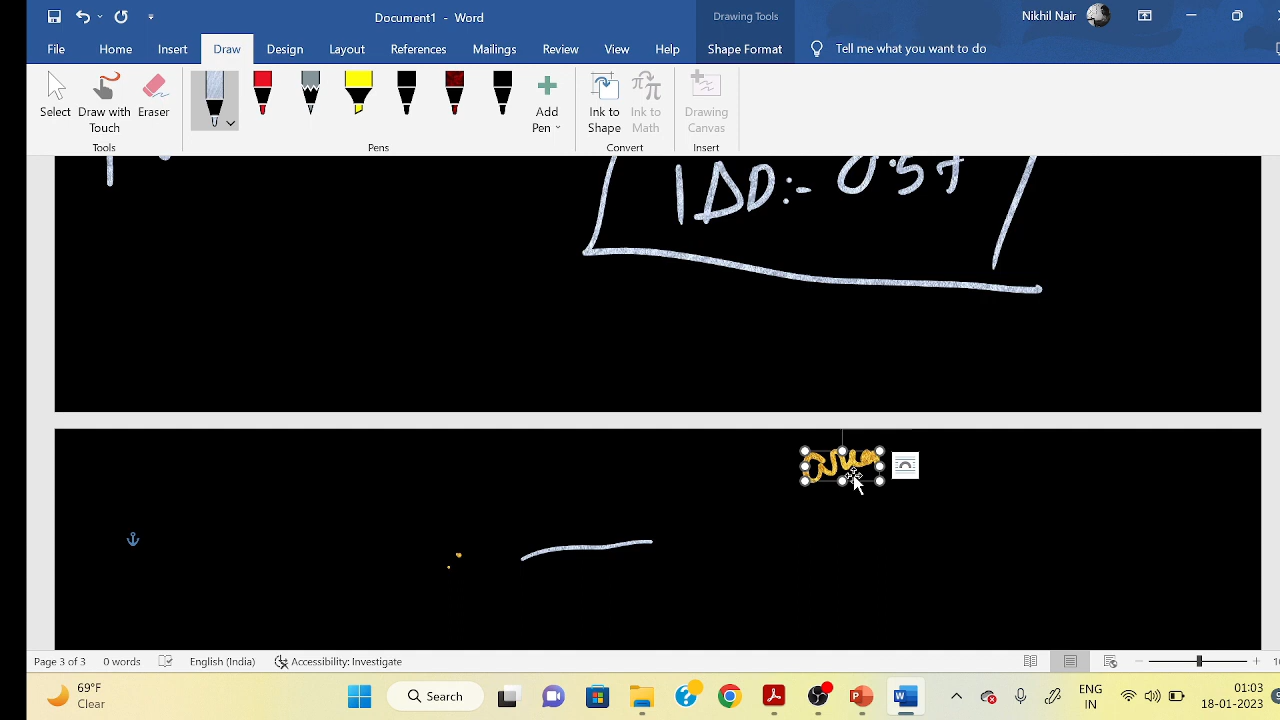 Document1 - Word
Drawing Tools
Nikhil Nair
File Home Insert Draw Design Layout References Mailings Review View Help Shape Format Tell me what you want to do
Select
Draw with Touch
Eraser
Add Pen
Ink to Shape
Ink to Math
Drawing Canvas
Tools
Pens
Convert
Insert
IDD:- 0.57
Page 3 of 3 0 words English (India) Accessibility: Investigate
69°F
Clear
Search
ENG
IN
01:03
18-01-2023